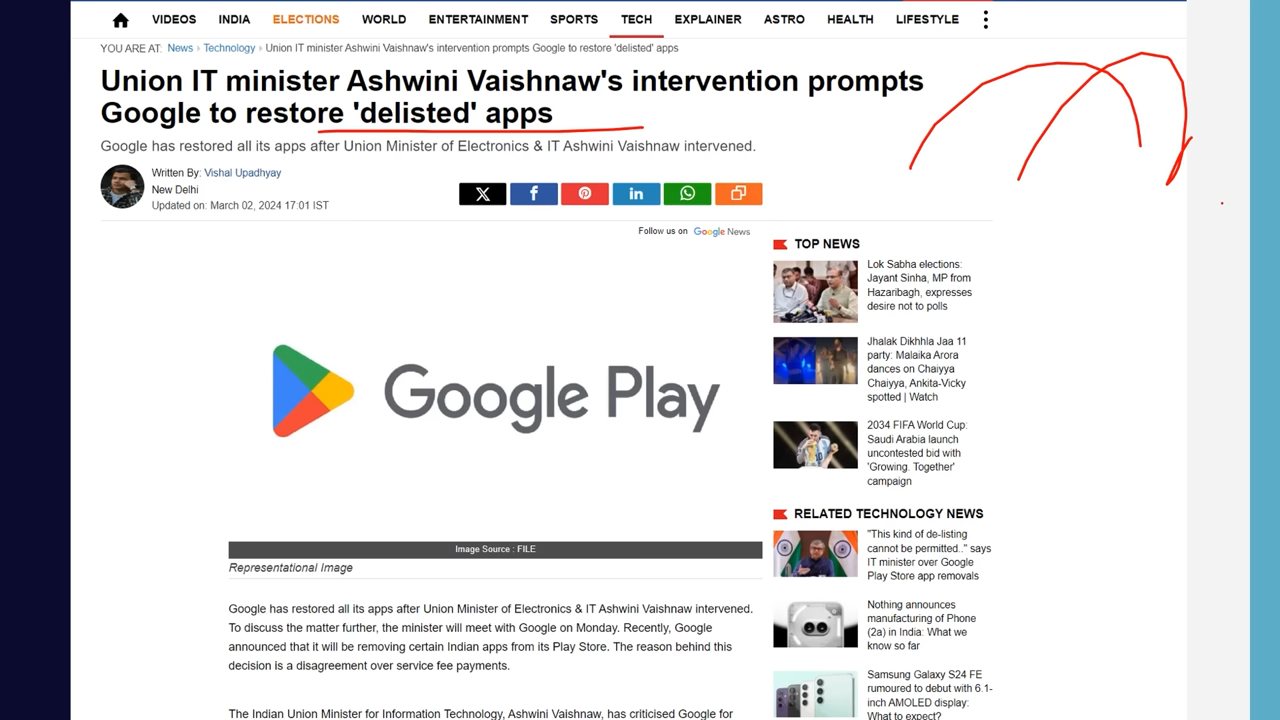 VIDEOS INDIA ELECTIONS WORLD ENTERTAINMENT SPORTS TECH EXPLAINER ASTRO HEALTH LIFESTYLE
YOU ARE AT: News › Technology › Union IT minister Ashwini Vaishnaw's intervention prompts Google to restore 'delisted' apps
Union IT minister Ashwini Vaishnaw's intervention prompts
Google to restore 'delisted' apps
Google has restored all its apps after Union Minister of Electronics & IT Ashwini Vaishnaw intervened.
Written By: Vishal Upadhyay
New Delhi
Updated on: March 02, 2024 17:01 IST
Follow us on Google News
Google Play
Image Source : FILE
Representational Image
Google has restored all its apps after Union Minister of Electronics & IT Ashwini Vaishnaw intervened.
To discuss the matter further, the minister will meet with Google on Monday. Recently, Google
announced that it will be removing certain Indian apps from its Play Store. The reason behind this
decision is a disagreement over service fee payments.
The Indian Union Minister for Information Technology, Ashwini Vaishnaw, has criticised Google for
TOP NEWS
Lok Sabha elections:
Jayant Sinha, MP from
Hazaribagh, expresses
desire not to polls
Jhalak Dikhhla Jaa 11
party: Malaika Arora
dances on Chaiyya
Chaiyya, Ankita-Vicky
spotted | Watch
2034 FIFA World Cup:
Saudi Arabia launch
uncontested bid with
'Growing. Together'
campaign
RELATED TECHNOLOGY NEWS
"This kind of de-listing
cannot be permitted.." says
IT minister over Google
Play Store app removals
Nothing announces
manufacturing of Phone
(2a) in India: What we
know so far
Samsung Galaxy S24 FE
rumoured to debut with 6.1-
inch AMOLED display:
What to expect?